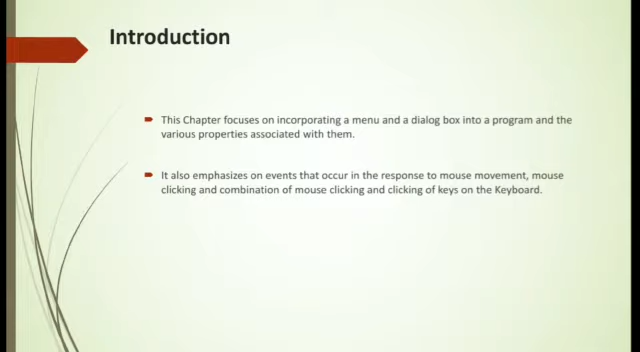 Introduction
This Chapter focuses on incorporating a menu and a dialog box into a program and the
various properties associated with them.
It also emphasizes on events that occur in the response to mouse movement, mouse
clicking and combination of mouse clicking and clicking of keys on the Keyboard.